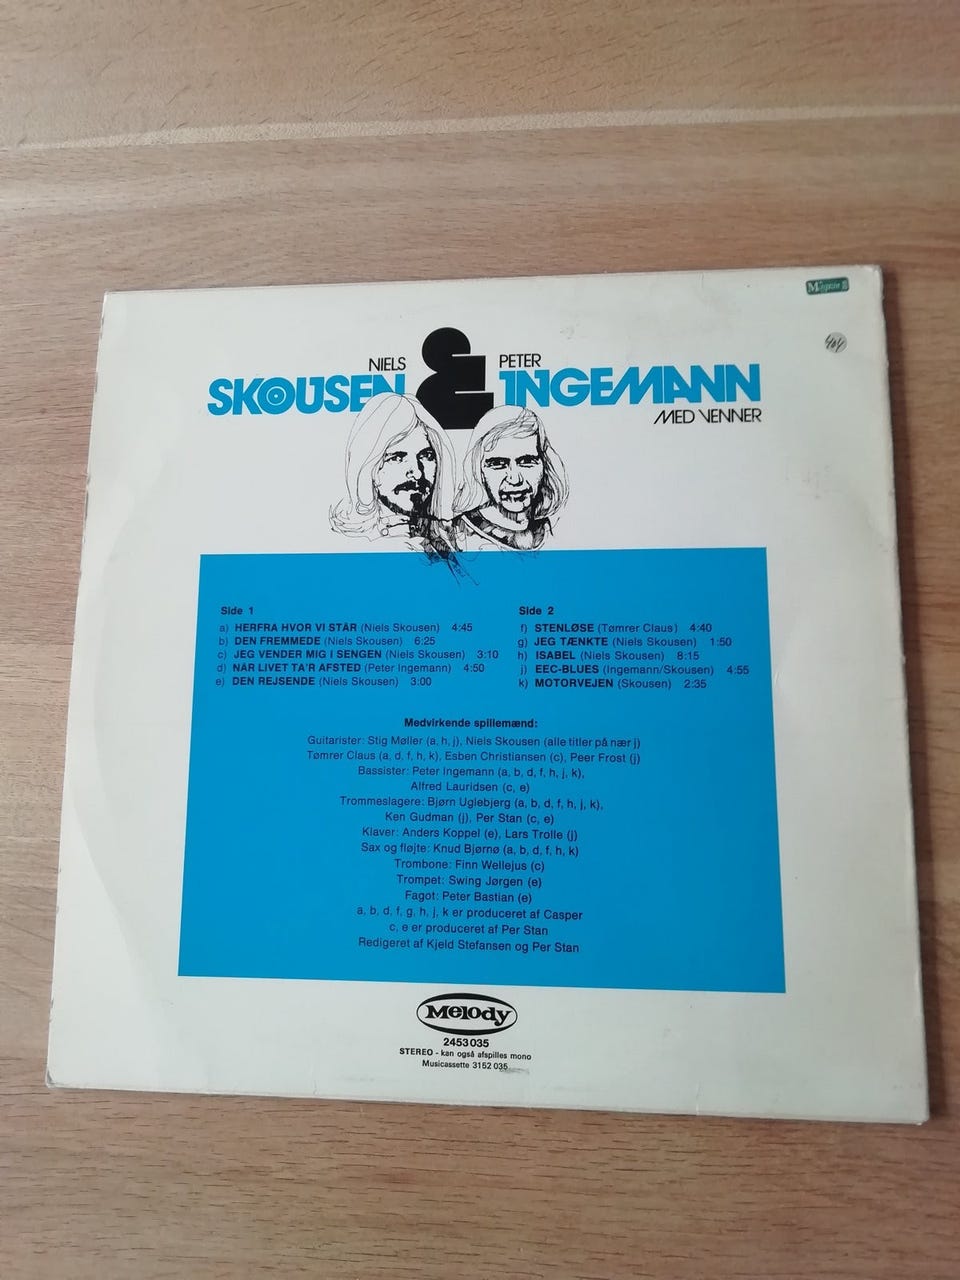 Magasin
404
NIELS & PETER
SKOUSEN INGEMANN
MED VENNER
Side 1
a) HERFRA HVOR VI STÅR (Niels Skousen) 4:45
b) DEN FREMMEDE (Niels Skousen) 6:25
c) JEG VENDER MIG I SENGEN (Niels Skousen) 3:10
d) NÅR LIVET TA'R AFSTED (Peter Ingemann) 4:50
e) DEN REJSENDE (Niels Skousen) 3:00
Side 2
f) STENLØSE (Tømrer Claus) 4:40
g) JEG TÆNKTE (Niels Skousen) 1:50
h) ISABEL (Niels Skousen) 8:15
j) EEC-BLUES (Ingemann/Skousen) 4:55
k) MOTORVEJEN (Skousen) 2:35
Medvirkende spillemænd:
Guitarister: Stig Møller (a, h, j), Niels Skousen (alle titler på nær j)
Tømrer Claus (a, d, f, h, k), Esben Christiansen (c), Peer Frost (j)
Bassister: Peter Ingemann (a, b, d, f, h, j, k),
Alfred Lauridsen (c, e)
Trommeslagere: Bjørn Uglebjerg (a, b, d, f, h, j, k),
Ken Gudman (j), Per Stan (c, e)
Klaver: Anders Koppel (e), Lars Trolle (j)
Sax og fløjte: Knud Bjørnø (a, b, d, f, h, k)
Trombone: Finn Wellejus (c)
Trompet: Swing Jørgen (e)
Fagot: Peter Bastian (e)
a, b, d, f, g, h, j, k er produceret af Casper
c, e er produceret af Per Stan
Redigeret af Kjeld Stefansen og Per Stan
Melody
2453 035
STEREO - kan også afspilles mono
Musicassette 3152 035